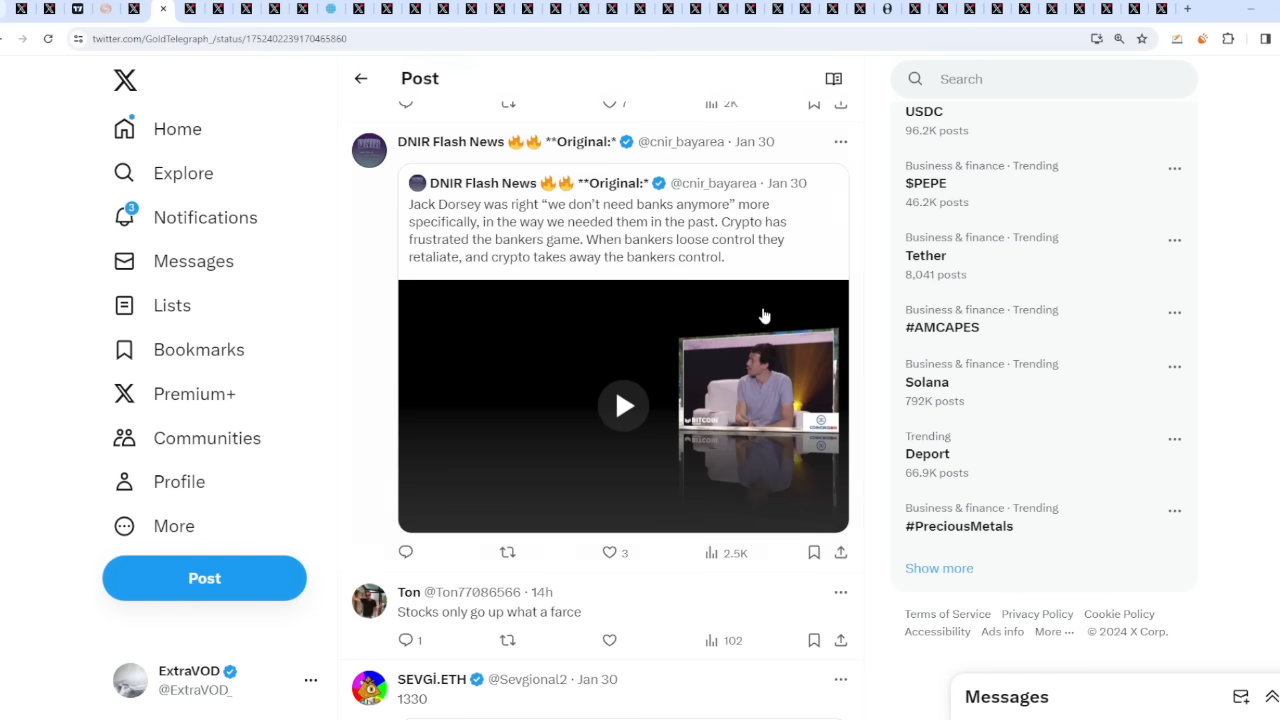 twitter.com/GoldTelegraph_/status/1752402239170465860
Post
Search
7
2K
Home
Explore
3
Notifications
Messages
Lists
Bookmarks
Premium+
Communities
Profile
More
Post
ExtraVOD
@ExtraVOD_
DNIR Flash News 🔥🔥 **Original:* @cnir_bayarea · Jan 30
DNIR Flash News 🔥🔥 **Original:* @cnir_bayarea · Jan 30
Jack Dorsey was right “we don’t need banks anymore” more
specifically, in the way we needed them in the past. Crypto has
frustrated the bankers game. When bankers loose control they
retaliate, and crypto takes away the bankers control.
BITCOIN
3
2.5K
Ton @Ton77086566 · 14h
Stocks only go up what a farce
1
102
SEVGİ.ETH @Sevgional2 · Jan 30
1330
USDC
96.2K posts
Business & finance · Trending
$PEPE
46.2K posts
Business & finance · Trending
Tether
8,041 posts
Business & finance · Trending
#AMCAPES
Business & finance · Trending
Solana
792K posts
Trending
Deport
66.9K posts
Business & finance · Trending
#PreciousMetals
Show more
Terms of Service Privacy Policy Cookie Policy
Accessibility Ads info More ··· © 2024 X Corp.
Messages